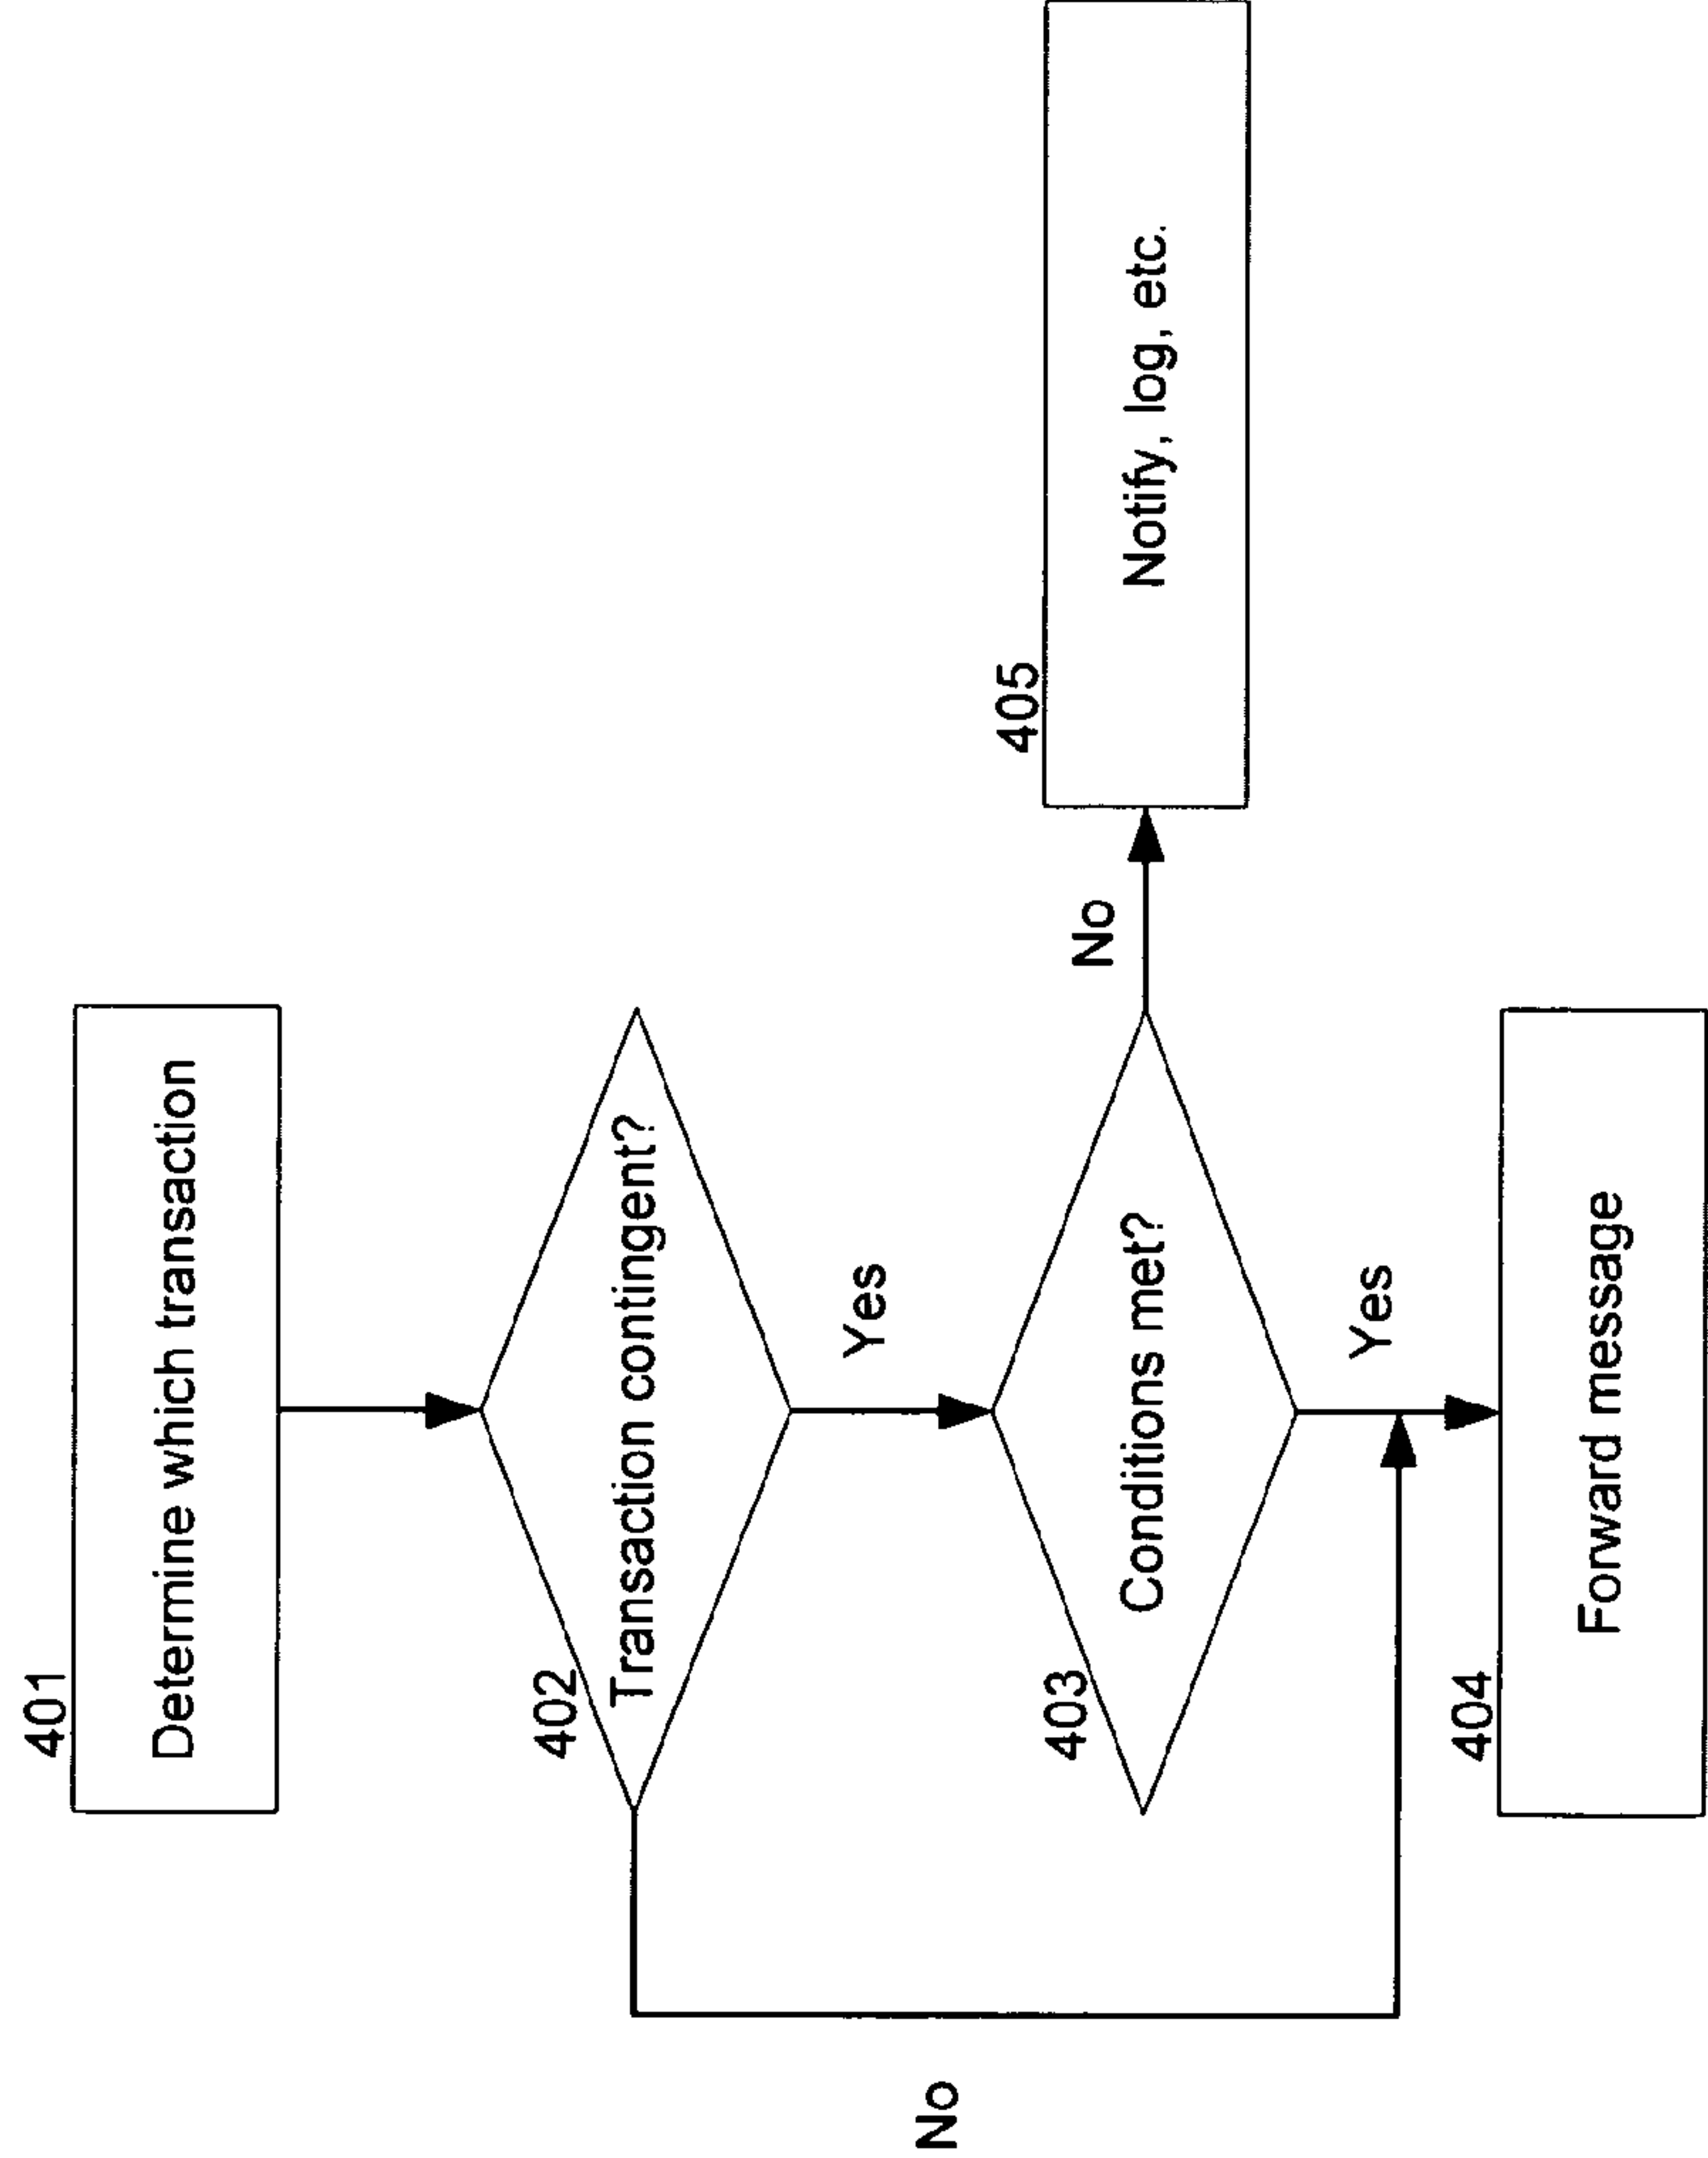 401
Determine which transaction
402
Transaction contingent?
No
Yes
403
Conditions met?
No
405
Notify, log, etc.
Yes
404
Forward message